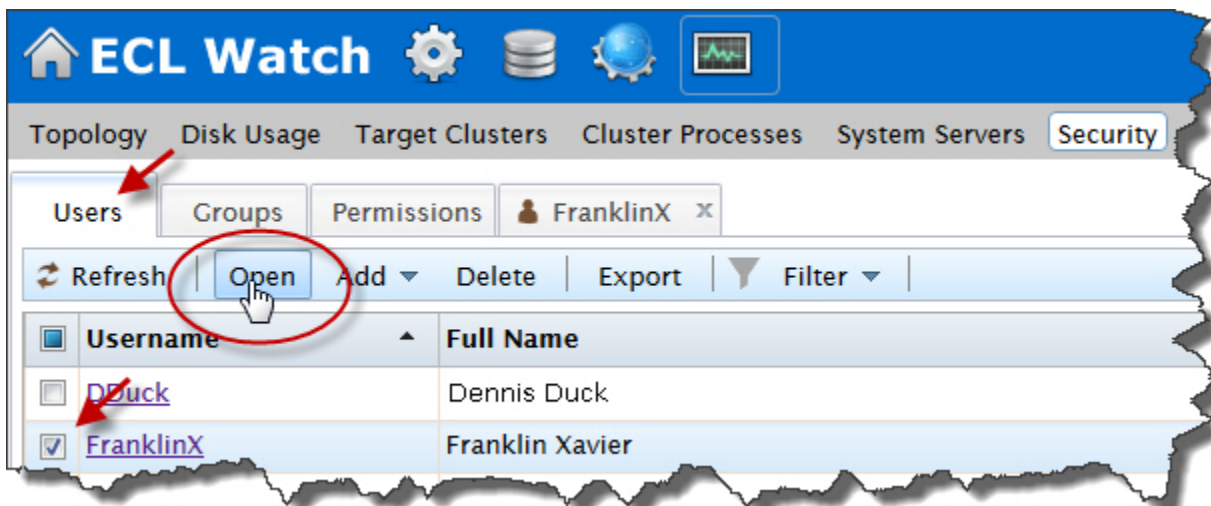 ECL Watch
Topology Disk Usage Target Clusters Cluster Processes System Servers Security
Users Groups Permissions FranklinX x
Refresh Open Add Delete Export Filter
Username Full Name
DDuck Dennis Duck
FranklinX Franklin Xavier